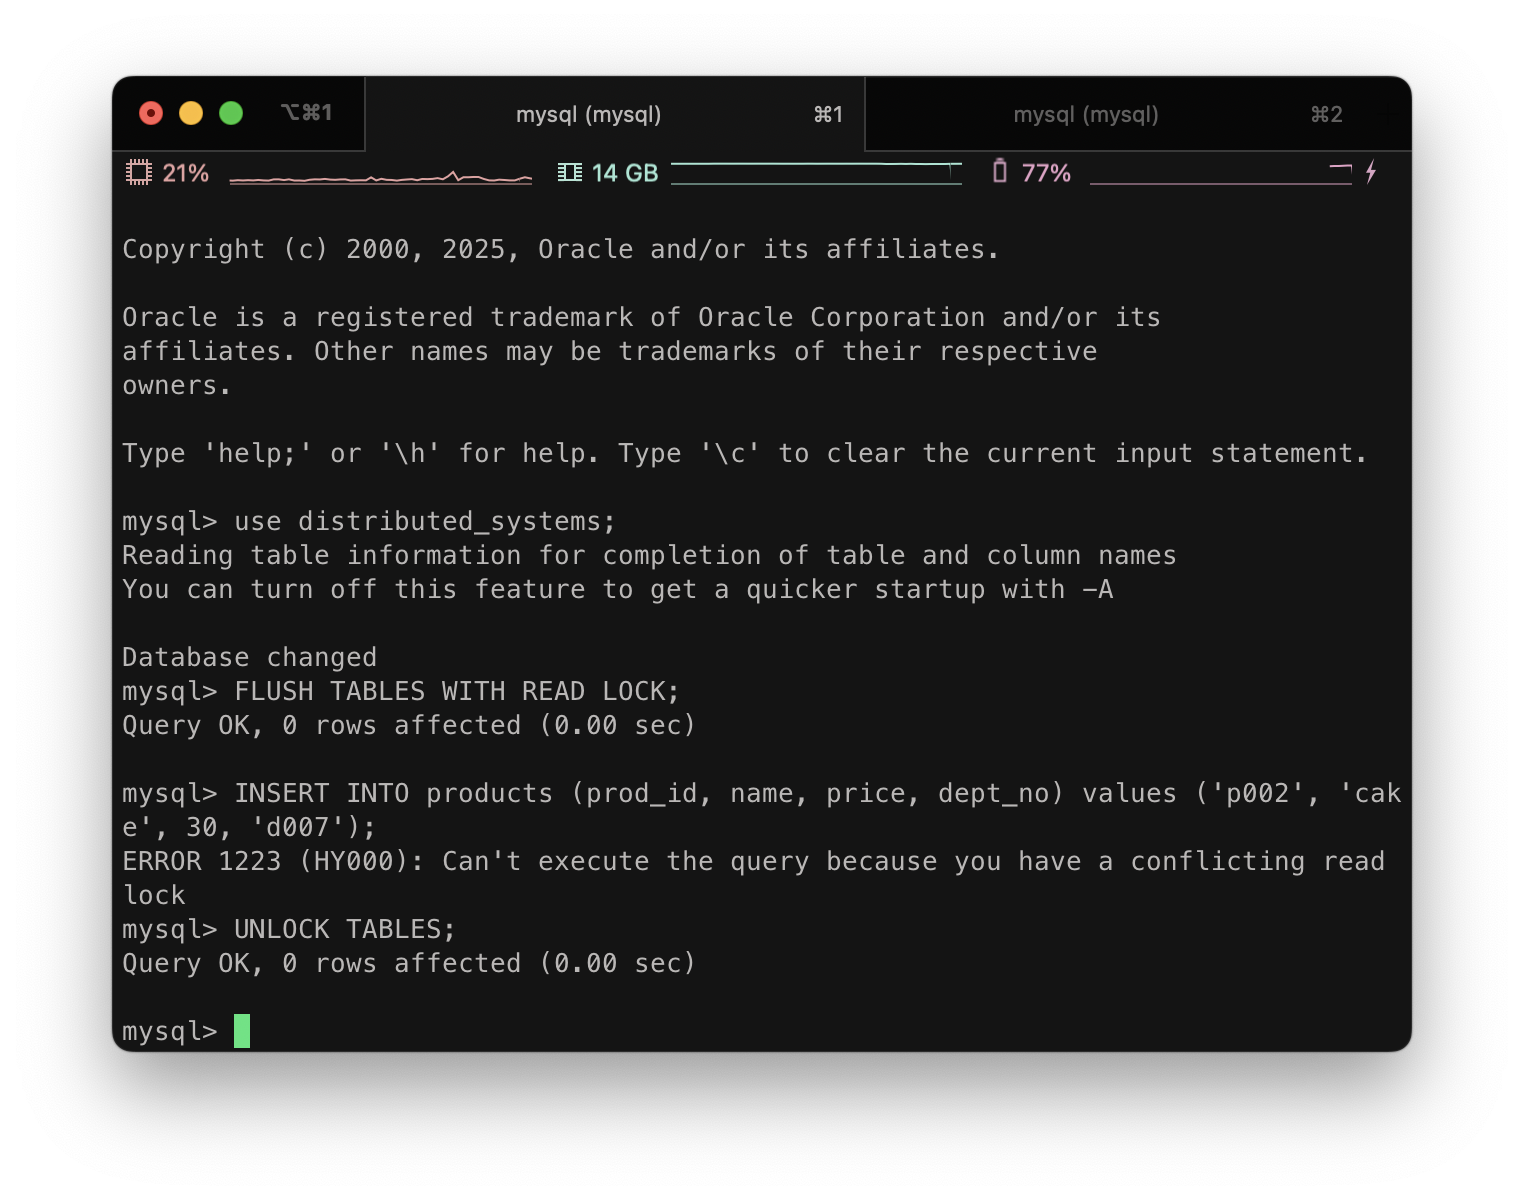 ⌥⌘1
mysql (mysql) ⌘1
mysql (mysql) ⌘2
21% 14 GB 77%
Copyright (c) 2000, 2025, Oracle and/or its affiliates.
Oracle is a registered trademark of Oracle Corporation and/or its
affiliates. Other names may be trademarks of their respective
owners.
Type 'help;' or '\h' for help. Type '\c' to clear the current input statement.
mysql> use distributed_systems;
Reading table information for completion of table and column names
You can turn off this feature to get a quicker startup with -A
Database changed
mysql> FLUSH TABLES WITH READ LOCK;
Query OK, 0 rows affected (0.00 sec)
mysql> INSERT INTO products (prod_id, name, price, dept_no) values ('p002', 'cak
e', 30, 'd007');
ERROR 1223 (HY000): Can't execute the query because you have a conflicting read
lock
mysql> UNLOCK TABLES;
Query OK, 0 rows affected (0.00 sec)
mysql>